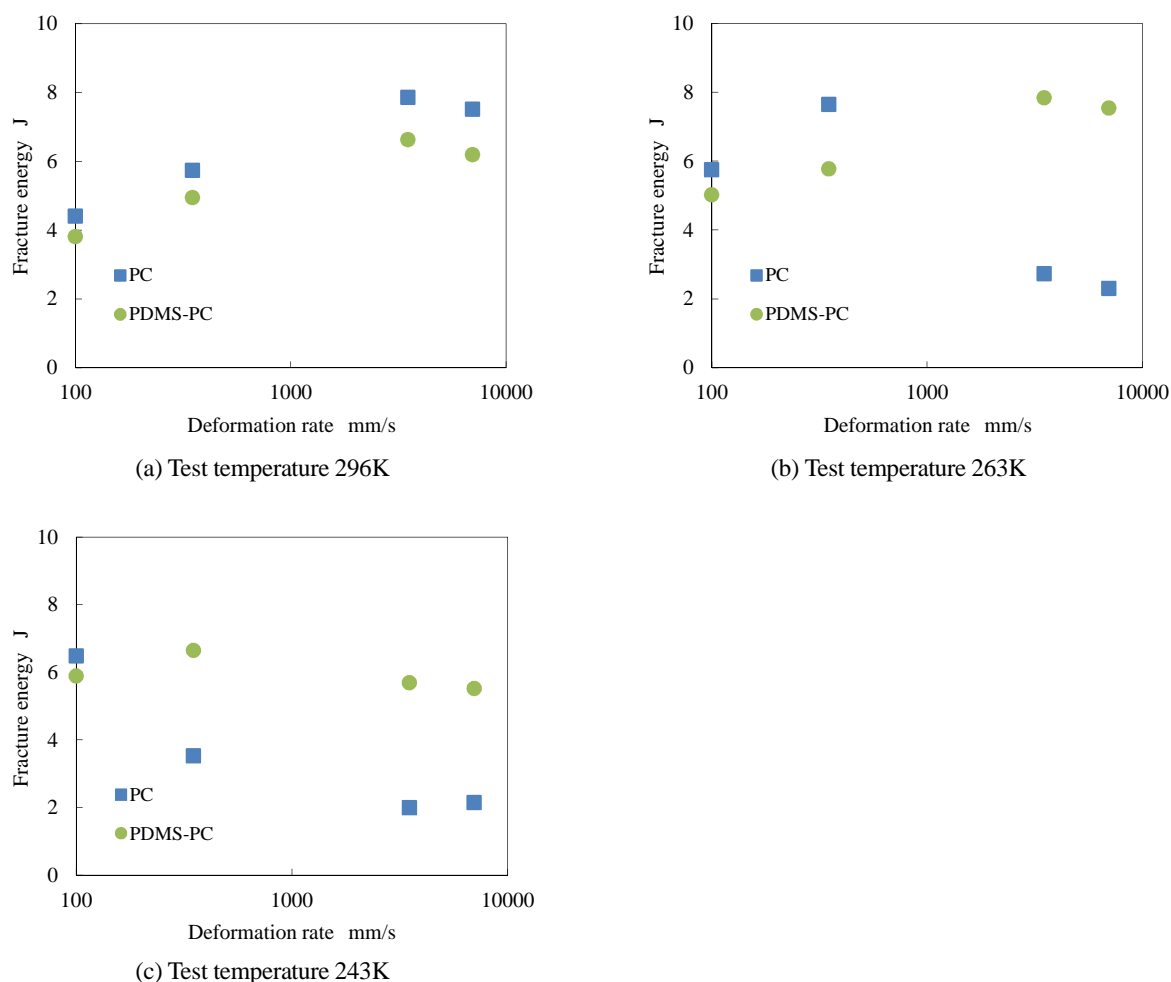 10
8
6
4
2
0
Fracture energy J
PC
PDMS-PC
100
1000
10000
Deformation rate mm/s
(a) Test temperature 296K
10
8
6
4
2
0
Fracture energy J
PC
PDMS-PC
100
1000
10000
Deformation rate mm/s
(b) Test temperature 263K
10
8
6
4
2
0
Fracture energy J
PC
PDMS-PC
100
1000
10000
Deformation rate mm/s
(c) Test temperature 243K